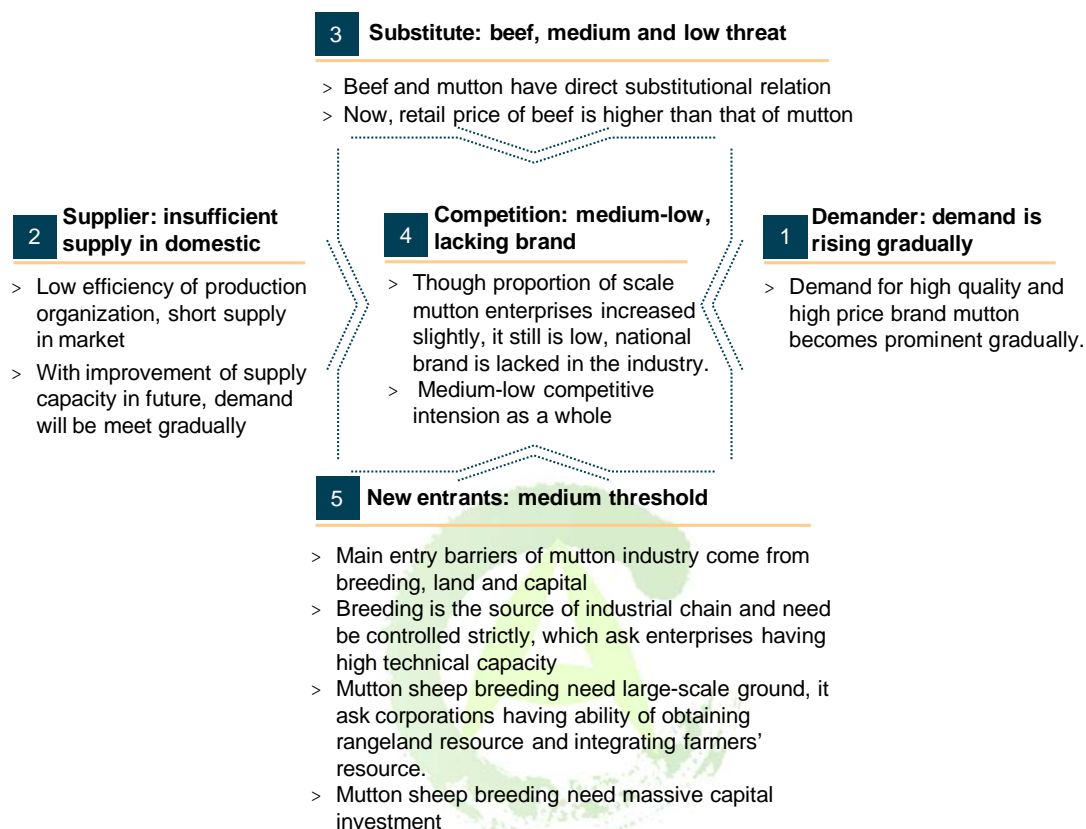 3 Substitute: beef, medium and low threat
> Beef and mutton have direct substitutional relation
> Now, retail price of beef is higher than that of mutton
2 Supplier: insufficient
supply in domestic
> Low efficiency of production
organization, short supply
in market
> With improvement of supply
capacity in future, demand
will be meet gradually
4 Competition: medium-low,
lacking brand
> Though proportion of scale
mutton enterprises increased
slightly, it still is low, national
brand is lacked in the industry.
> Medium-low competitive
intension as a whole
1 Demander: demand is
rising gradually
> Demand for high quality and
high price brand mutton
becomes prominent gradually.
5 New entrants: medium threshold
> Main entry barriers of mutton industry come from
breeding, land and capital
> Breeding is the source of industrial chain and need
be controlled strictly, which ask enterprises having
high technical capacity
> Mutton sheep breeding need large-scale ground, it
ask corporations having ability of obtaining
rangeland resource and integrating farmers’
resource.
> Mutton sheep breeding need massive capital
investment